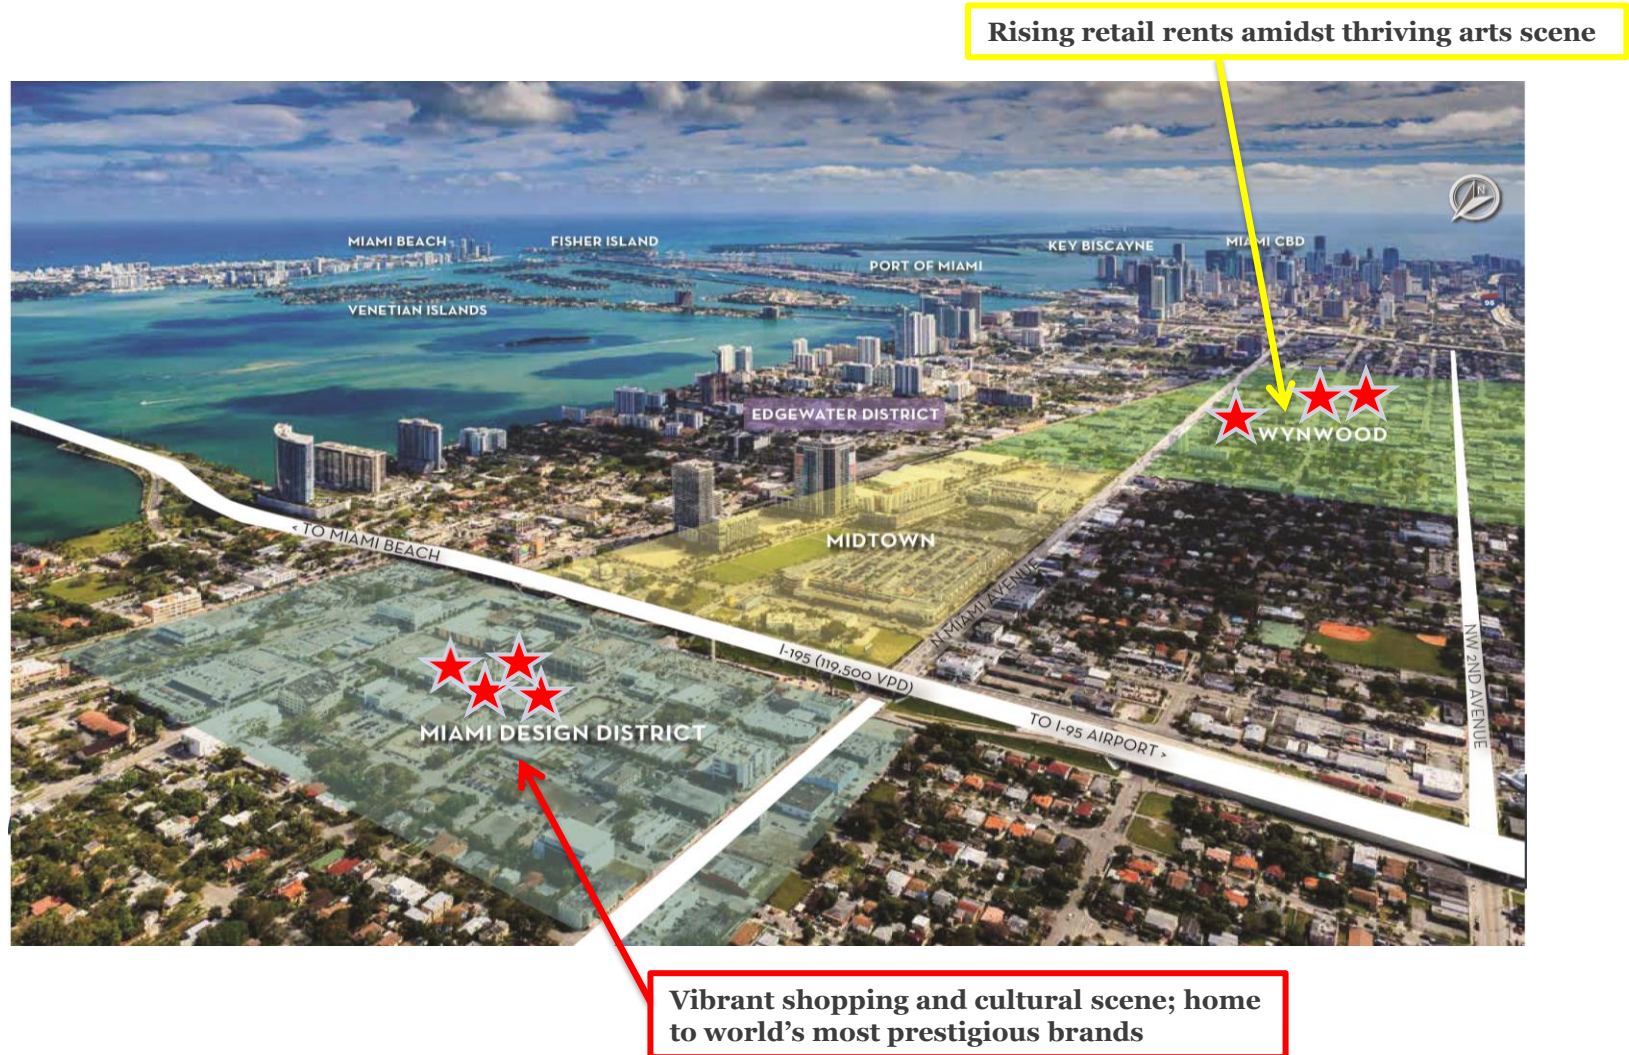 Rising retail rents amidst thriving arts scene
N
MIAMI BEACH
FISHER ISLAND
KEY BISCAYNE
MIAMI CBD
PORT OF MIAMI
VENETIAN ISLANDS
95
EDGEWATER DISTRICT
WYNWOOD
< TO MIAMI BEACH
MIDTOWN
N MIAMI AVENUE
I-195 (119,500 VPD)
NW 2ND AVENUE
MIAMI DESIGN DISTRICT
TO I-95 AIRPORT >
Vibrant shopping and cultural scene; home
to world’s most prestigious brands